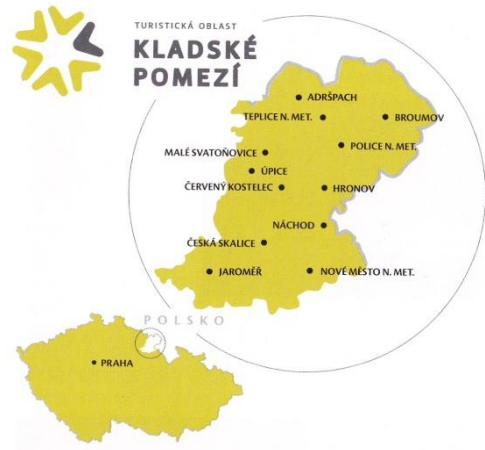 TURISTICKÁ OBLAST
KLADSKÉ
POMEZÍ
ADRŠPACH
TEPLICE N. MET.
BROUMOV
POLICE N. MET.
MALÉ SVATOŇOVICE
ÚPICE
ČERVENÝ KOSTELEC
HRONOV
NÁCHOD
ČESKÁ SKALICE
JAROMĚŘ
NOVÉ MĚSTO N. MET.
POLSKO
PRAHA